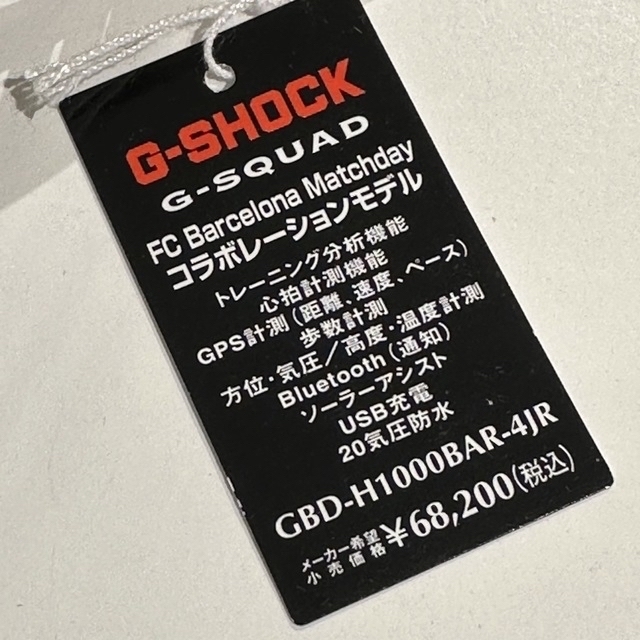 G-SHOCK
G-SQUAD
FC Barcelona Matchday
コラボレーションモデル
トレーニング分析機能
心拍計測機能
GPS計測(距離、速度、ペース)
歩数計測
方位・気圧/高度・温度計測
Bluetooth(通知)
ソーラーアシスト
USB充電
20気圧防水
GBD-H1000BAR-4JR
メーカー希望
小売価格 ¥68,200(税込)